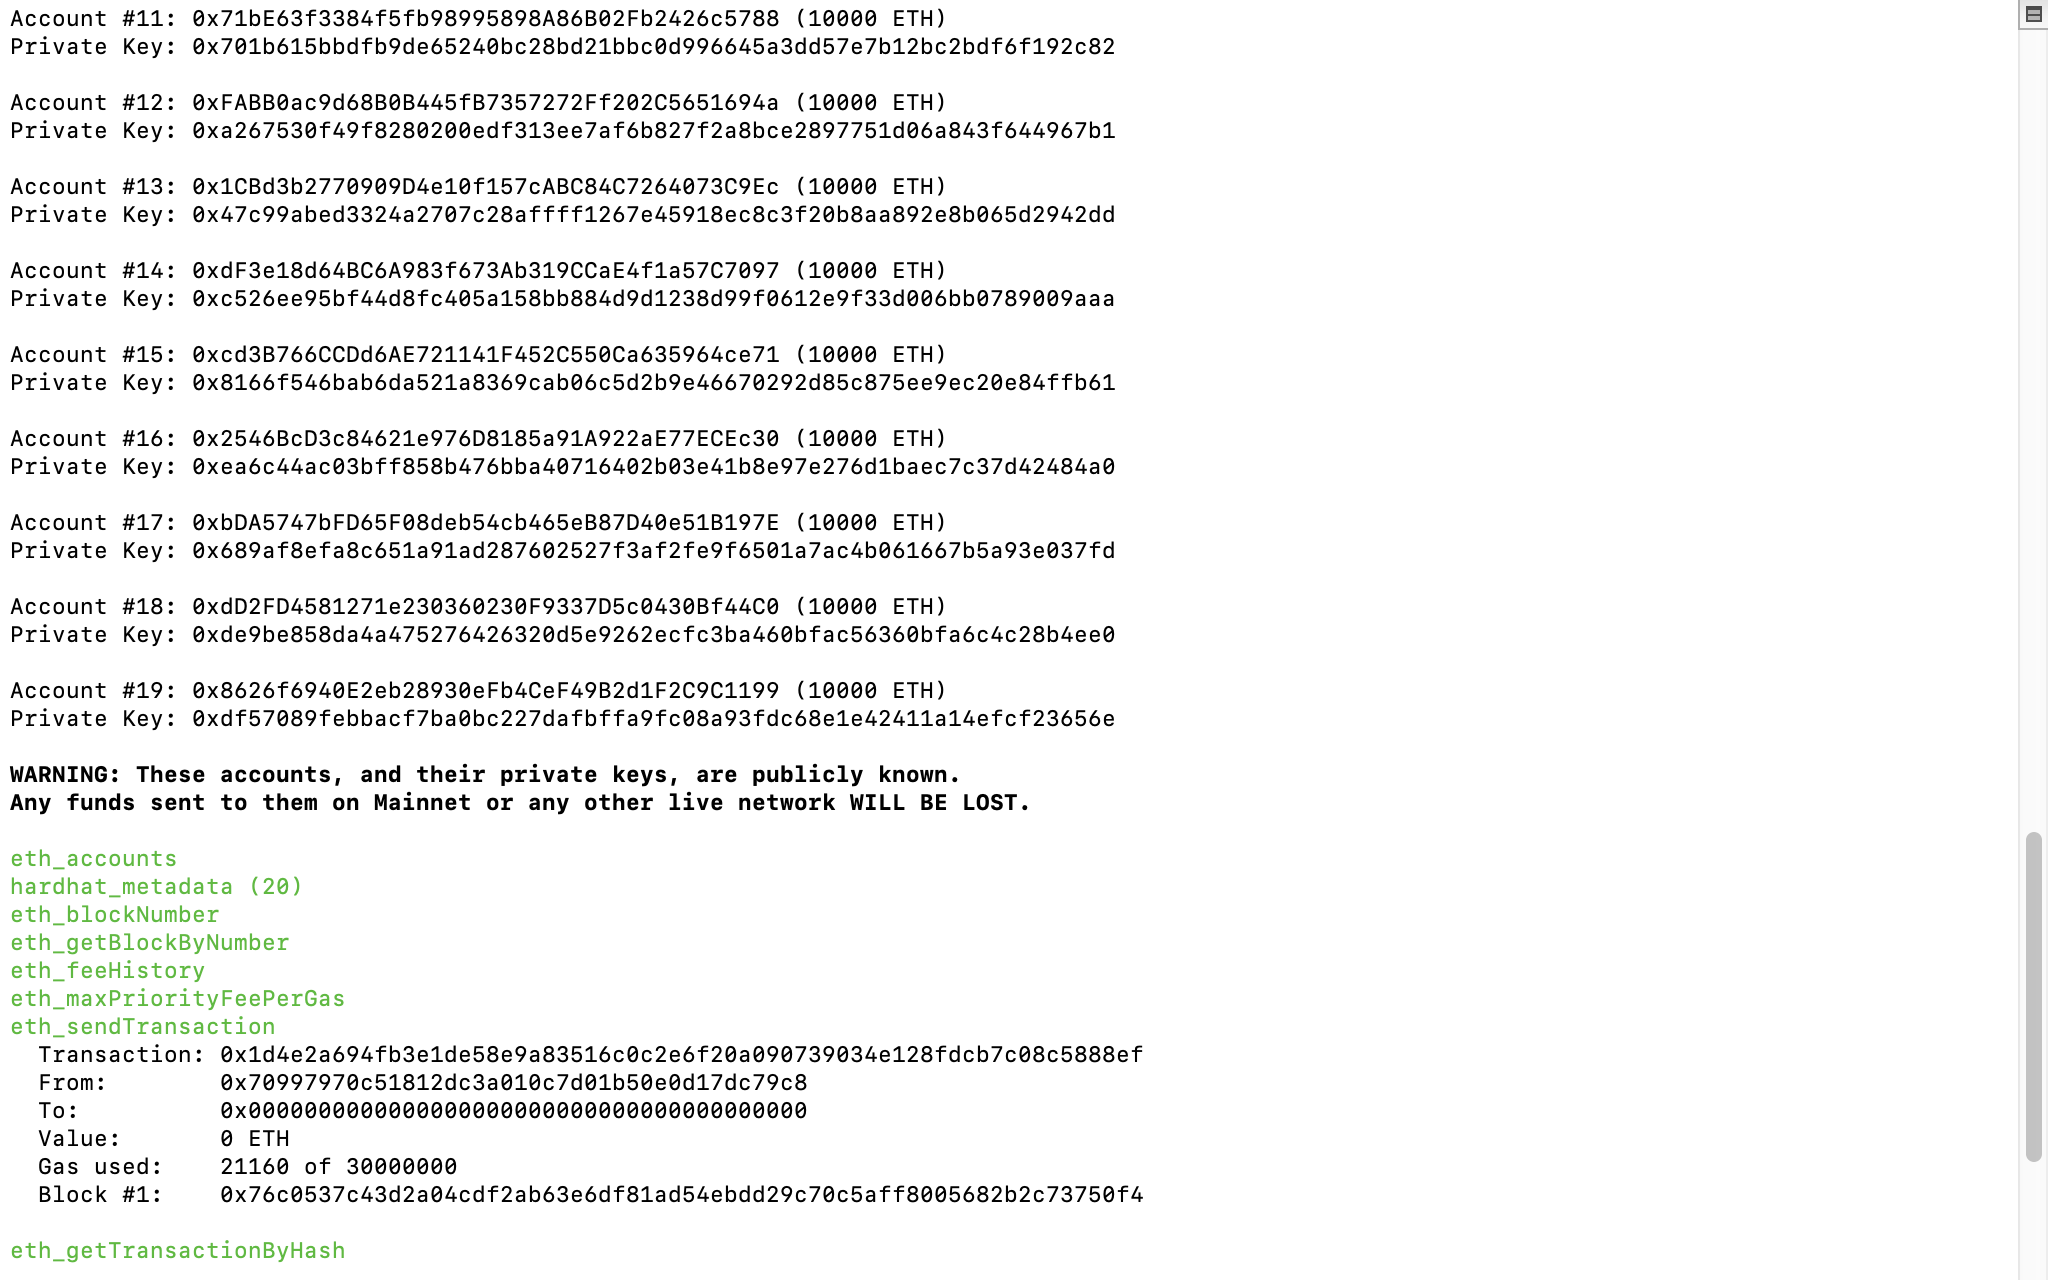 Account #11: 0x71bE63f3384f5fb98995898A86B02Fb2426c5788 (10000 ETH)
Private Key: 0x701b615bbdfb9de65240bc28bd21bbc0d996645a3dd57e7b12bc2bdf6f192c82
Account #12: 0xFABB0ac9d68B0B445fB7357272Ff202C5651694a (10000 ETH)
Private Key: 0xa267530f49f8280200edf313ee7af6b827f2a8bce2897751d06a843f644967b1
Account #13: 0x1CBd3b2770909D4e10f157cABC84C7264073C9Ec (10000 ETH)
Private Key: 0x47c99abed3324a2707c28affff1267e45918ec8c3f20b8aa892e8b065d2942dd
Account #14: 0xdF3e18d64BC6A983f673Ab319CCaE4f1a57C7097 (10000 ETH)
Private Key: 0xc526ee95bf44d8fc405a158bb884d9d1238d99f0612e9f33d006bb0789009aaa
Account #15: 0xcd3B766CCDd6AE721141F452C550Ca635964ce71 (10000 ETH)
Private Key: 0x8166f546bab6da521a8369cab06c5d2b9e46670292d85c875ee9ec20e84ffb61
Account #16: 0x2546BcD3c84621e976D8185a91A922aE77ECEc30 (10000 ETH)
Private Key: 0xea6c44ac03bff858b476bba40716402b03e41b8e97e276d1baec7c37d42484a0
Account #17: 0xbDA5747bFD65F08deb54cb465eB87D40e51B197E (10000 ETH)
Private Key: 0x689af8efa8c651a91ad287602527f3af2fe9f6501a7ac4b061667b5a93e037fd
Account #18: 0xdD2FD4581271e230360230F9337D5c0430Bf44C0 (10000 ETH)
Private Key: 0xde9be858da4a475276426320d5e9262ecfc3ba460bfac56360bfa6c4c28b4ee0
Account #19: 0x8626f6940E2eb28930eFb4CeF49B2d1F2C9C1199 (10000 ETH)
Private Key: 0xdf57089febbacf7ba0bc227dafbffa9fc08a93fdc68e1e42411a14efcf23656e
WARNING: These accounts, and their private keys, are publicly known.
Any funds sent to them on Mainnet or any other live network WILL BE LOST.
eth_accounts
hardhat_metadata (20)
eth_blockNumber
eth_getBlockByNumber
eth_feeHistory
eth_maxPriorityFeePerGas
eth_sendTransaction
Transaction: 0x1d4e2a694fb3e1de58e9a83516c0c2e6f20a090739034e128fdcb7c08c5888ef
From: 0x70997970c51812dc3a010c7d01b50e0d17dc79c8
To: 0x0000000000000000000000000000000000000000
Value: 0 ETH
Gas used: 21160 of 30000000
Block #1: 0x76c0537c43d2a04cdf2ab63e6df81ad54ebdd29c70c5aff8005682b2c73750f4
eth_getTransactionByHash